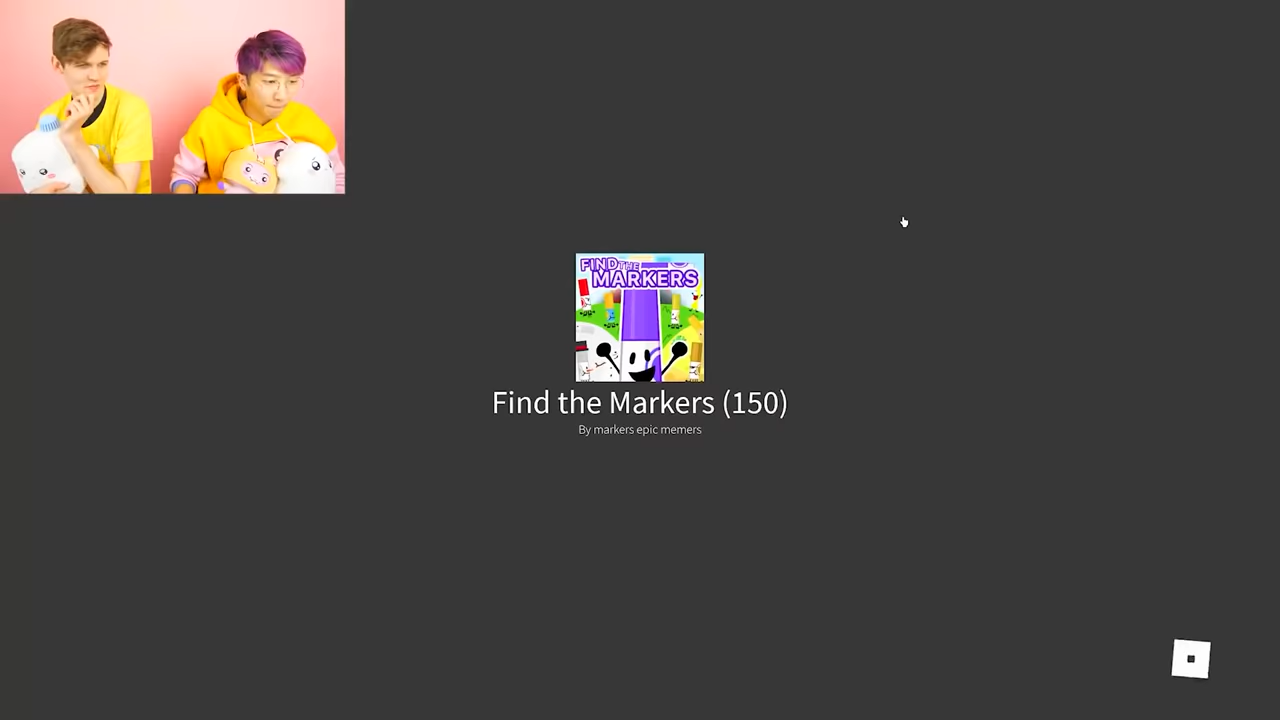 FIND THE
MARKERS
Find the Markers (150)
By markers epic memers